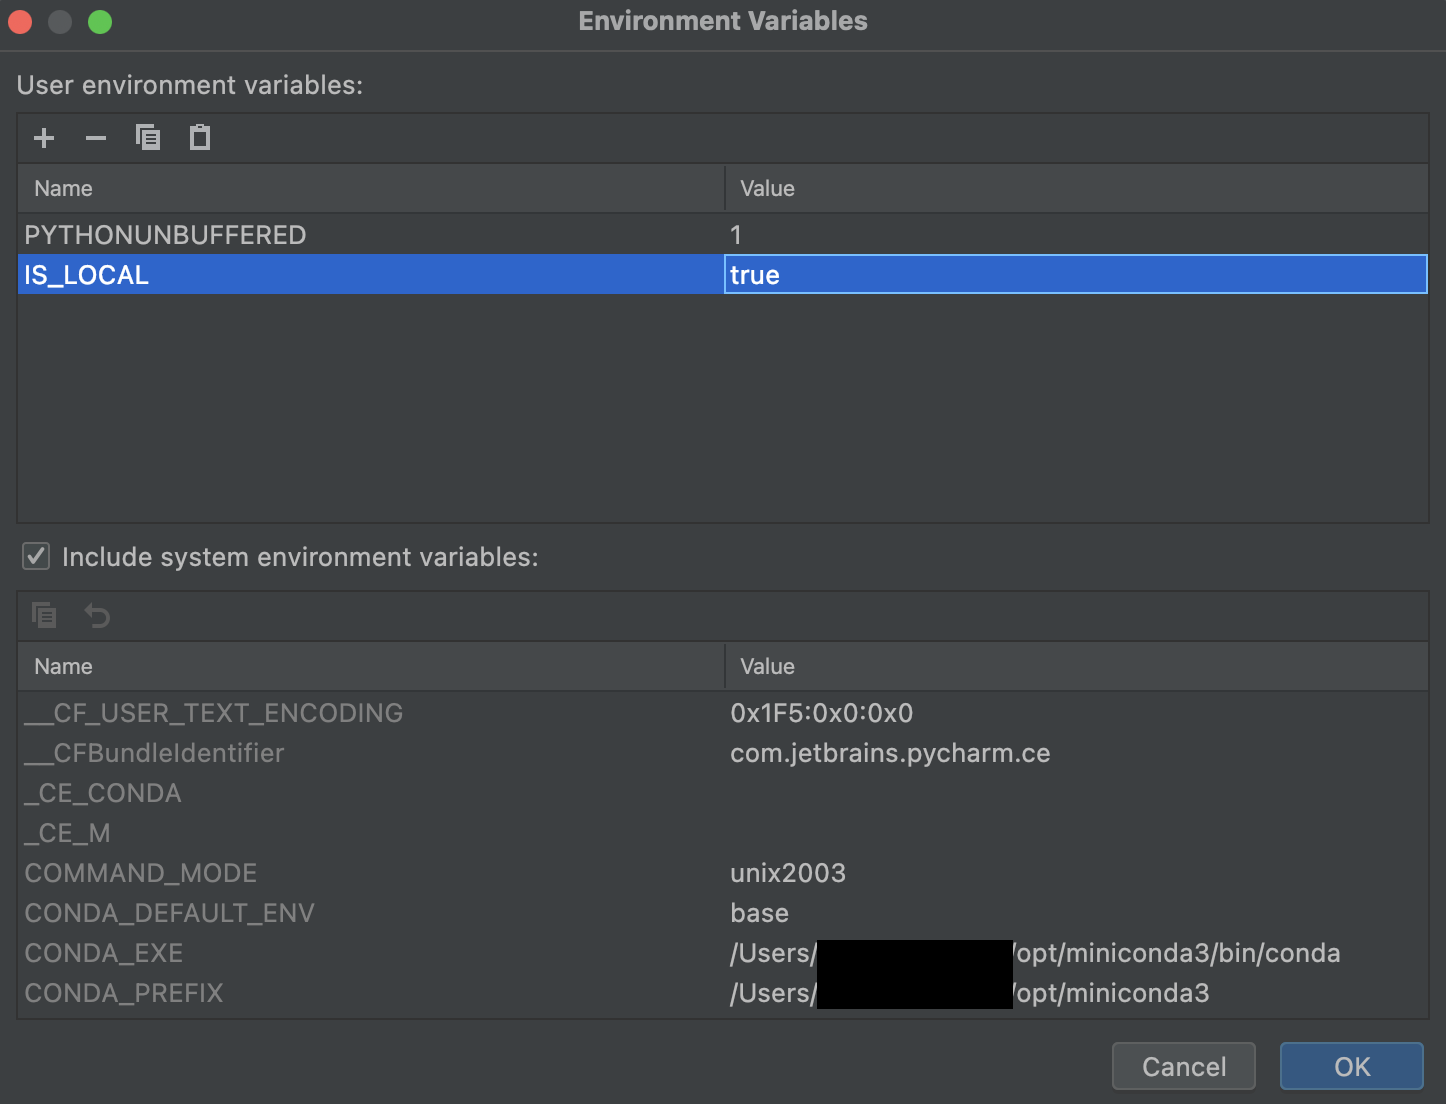 Environment Variables
User environment variables:
Name Value
PYTHONUNBUFFERED 1
IS_LOCAL true
Include system environment variables:
Name Value
__CF_USER_TEXT_ENCODING 0x1F5:0x0:0x0
__CFBundleIdentifier com.jetbrains.pycharm.ce
_CE_CONDA
_CE_M
COMMAND_MODE unix2003
CONDA_DEFAULT_ENV base
CONDA_EXE /Users/ /opt/miniconda3/bin/conda
CONDA_PREFIX /Users/ /opt/miniconda3
Cancel OK